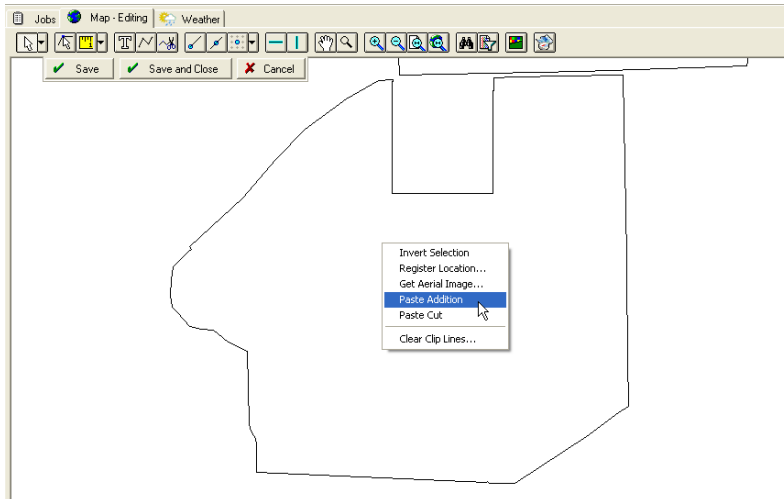 Jobs Map - Editing Weather
T
Save Save and Close Cancel
Invert Selection
Register Location...
Get Aerial Image...
Paste Addition
Paste Cut
Clear Clip Lines...